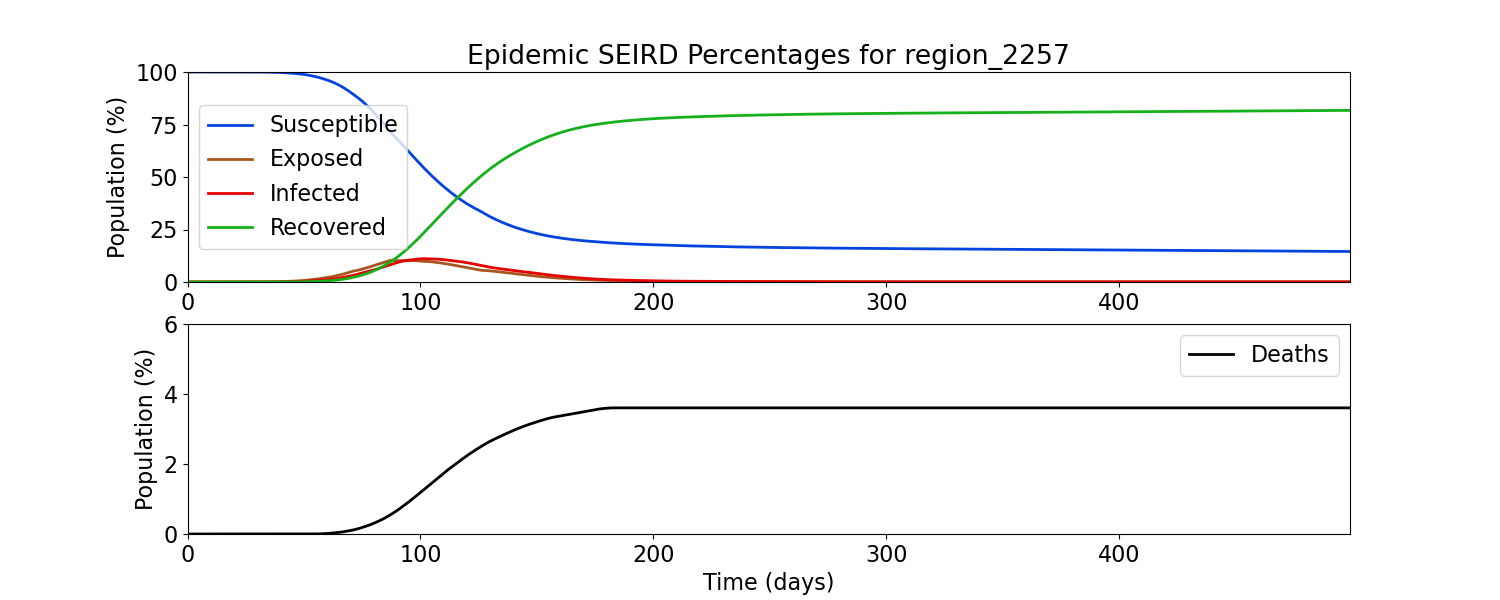 Epidemic SEIRD Percentages for region_2257
Population (%)
100
75
50
25
0
Susceptible
Exposed
Infected
Recovered
0 100 200 300 400
Population (%)
6
4
2
0
Deaths
0 100 200 300 400
Time (days)